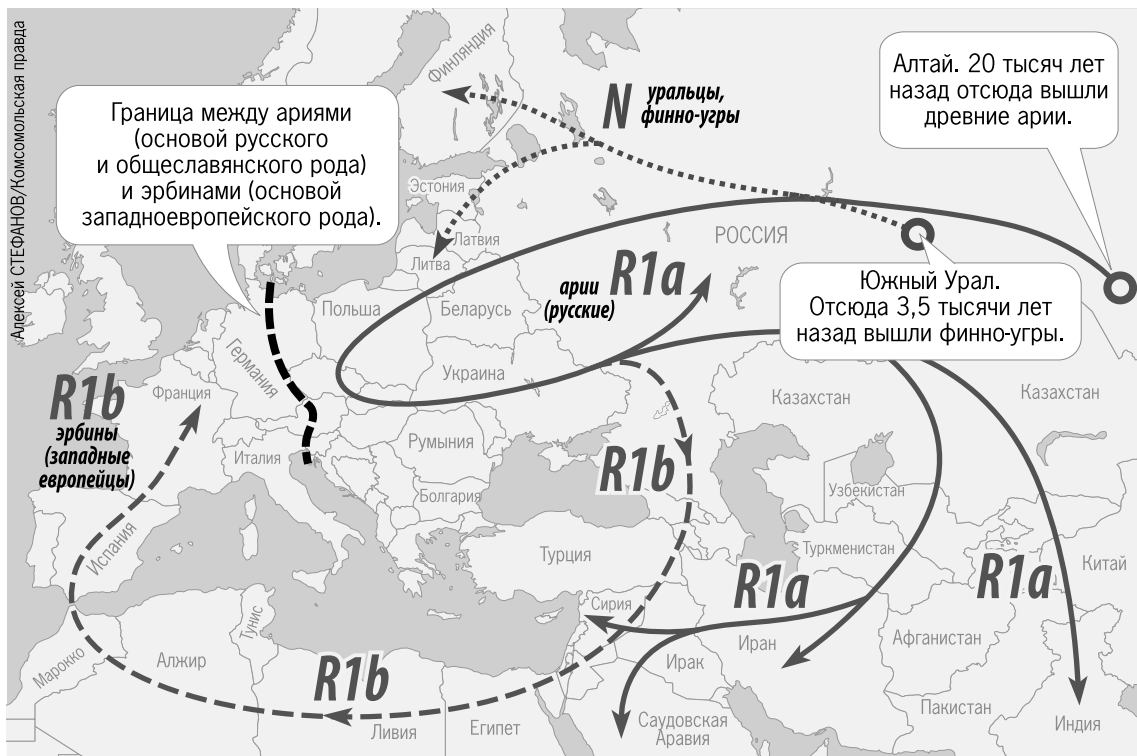 Алексей СТЕФАНОВ/Комсомольская правда
Граница между ариями
(основой русского
и общеславянского рода)
и эрбинами (основой
западноевропейского рода).
ФИНЛЯНДИЯ
N уральцы,
финно-угры
Алтай. 20 тысяч лет
назад отсюда вышли
древние арии.
Эстония
Латвия
Литва
РОССИЯ
Южный Урал.
Отсюда 3,5 тысячи лет
назад вышли финно-угры.
арии
(русские)
R1a
Польша
Беларусь
Германия
Украина
R1b
эрбины
(западные
европейцы)
Франция
Казахстан
Казахстан
Румыния
Италия
R1b
Болгария
Узбекистан
Испания
Турция
Туркменистан
Китай
R1a
R1a
Сирия
Тунис
Иран
Афганистан
Марокко
Алжир
Ирак
R1b
Пакистан
Ливия
Египет
Саудовская
Аравия
Индия